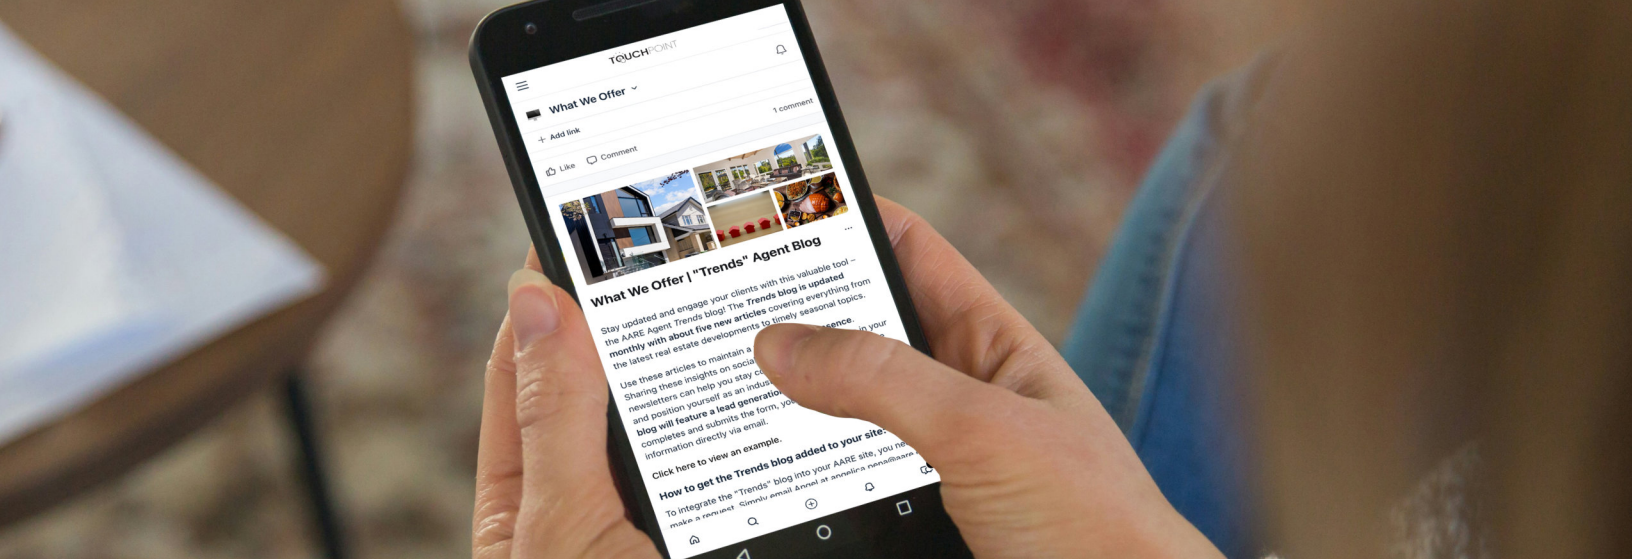 TOUCHPOINT
What We Offer
+ Add link
1 comment
Like Comment
What We Offer | "Trends" Agent Blog
Stay updated and engage your clients with this valuable tool –
the AARE Agent Trends blog! The Trends blog is updated
monthly with about five new articles covering everything from
the latest real estate developments to timely seasonal topics.
Use these articles to maintain a
Sharing these insights on in your
newsletters can help you stay
and position yourself as an
blog will feature a lead
completes and submits the form,
information directly via email.
Click here to view an example.
How to get the Trends blog added to your site:
To integrate the "Trends" blog into your AARE site, you
make a request. Simply email Angel at